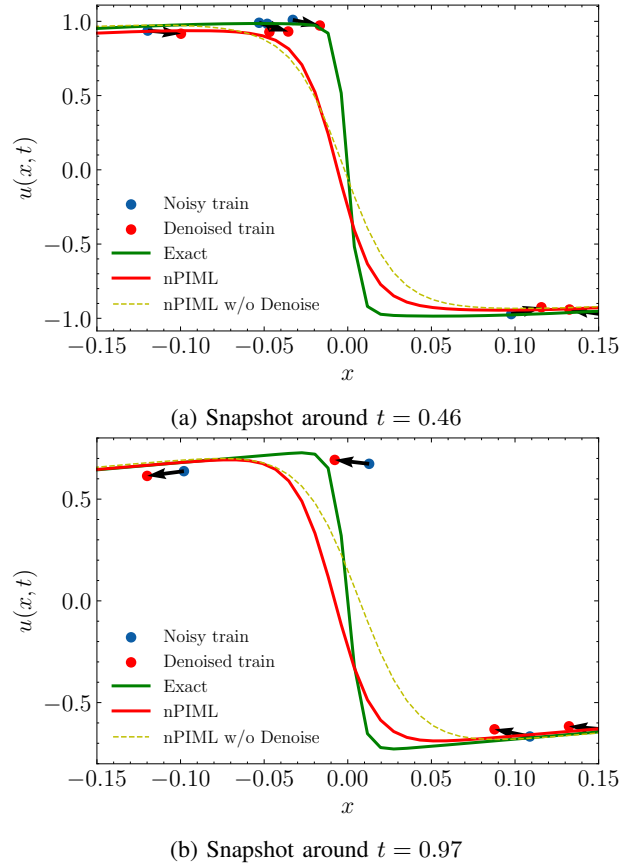 1.0
0.5
0.0
−0.5
−1.0
u(x, t)
Noisy train
Denoised train
Exact
nPIML
nPIML w/o Denoise
−0.15 −0.10 −0.05 0.00 0.05 0.10 0.15
x
(a) Snapshot around t = 0.46
0.5
0.0
−0.5
u(x, t)
Noisy train
Denoised train
Exact
nPIML
nPIML w/o Denoise
−0.15 −0.10 −0.05 0.00 0.05 0.10 0.15
x
(b) Snapshot around t = 0.97